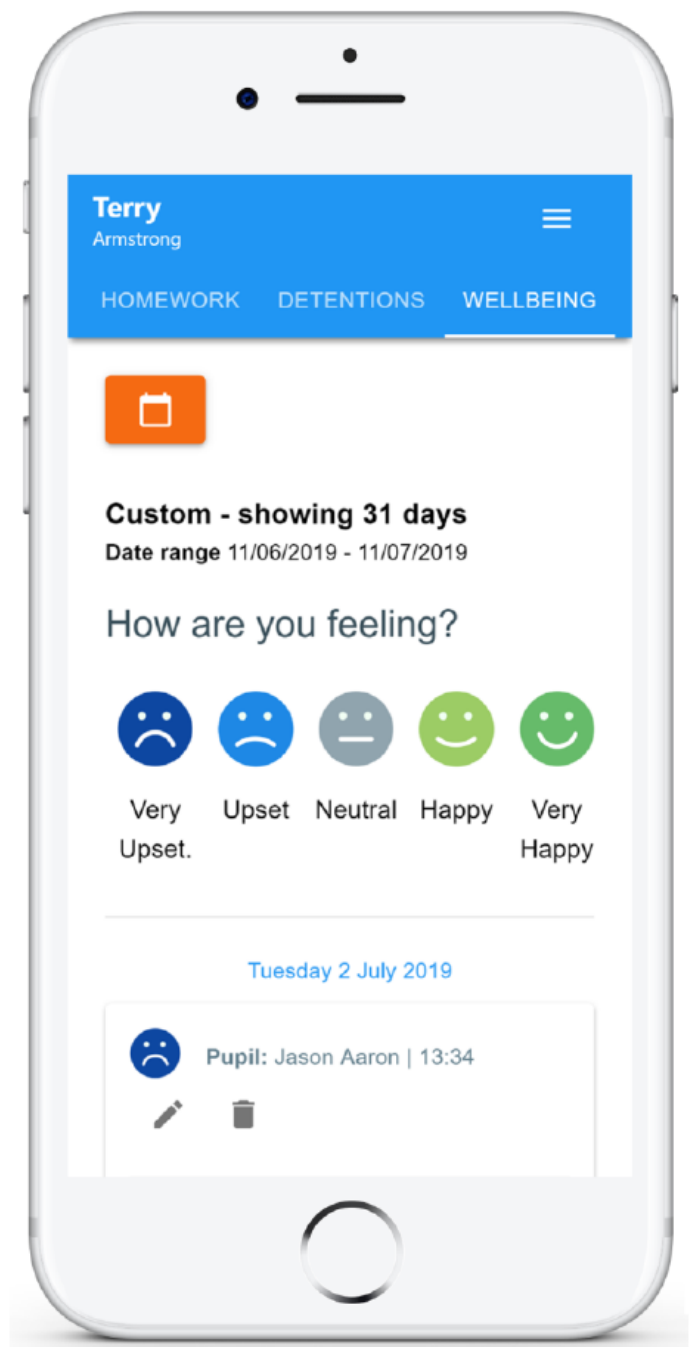 Terry
Armstrong
HOMEWORK DETENTIONS WELLBEING
Custom - showing 31 days
Date range 11/06/2019 - 11/07/2019
How are you feeling?
Very Upset Neutral Happy Very
Upset. Happy
Tuesday 2 July 2019
Pupil: Jason Aaron | 13:34